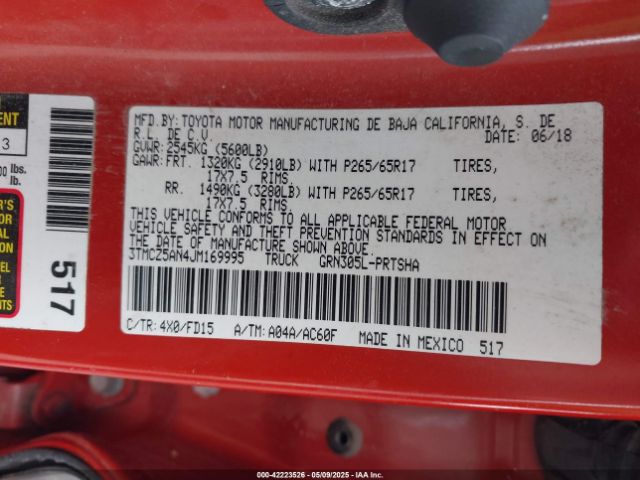 MFD.BY:TOYOTA MOTOR MANUFACTURING DE BAJA CALIFORNIA, S. DE
R.L. DE C.V. DATE: 06/18
GVWR:2545KG (5600LB)
GAWR:FRT. 1320KG (2910LB) WITH P265/65R17 TIRES,
17X7.5 RIMS,
RR. 1490KG (3280LB) WITH P265/65R17 TIRES,
17X7.5 RIMS,
THIS VEHICLE CONFORMS TO ALL APPLICABLE FEDERAL MOTOR
VEHICLE SAFETY AND THEFT PREVENTION STANDARDS IN EFFECT ON
THE DATE OF MANUFACTURE SHOWN ABOVE.
3TMCZ5AN4JM169995 TRUCK GRN305L-PRTSHA
C/TR:4X0/FD15 A/TM:A04A/AC60F MADE IN MEXICO 517
517
3
lbs.
lb.
000-42223526 - 05/09/2025 - IAA Inc.